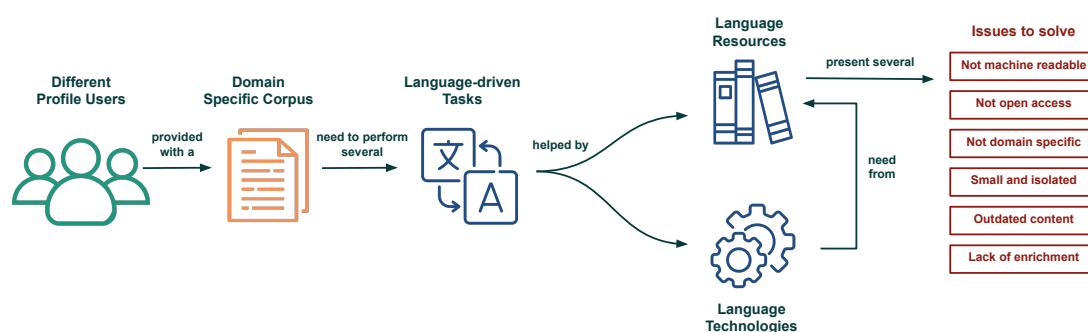 Different
Profile Users
provided
with a
Domain
Specific Corpus
need to perform
several
Language-driven
Tasks
文
A
helped by
Language
Resources
present several
need
from
Language
Technologies
Issues to solve
Not machine readable
Not open access
Not domain specific
Small and isolated
Outdated content
Lack of enrichment